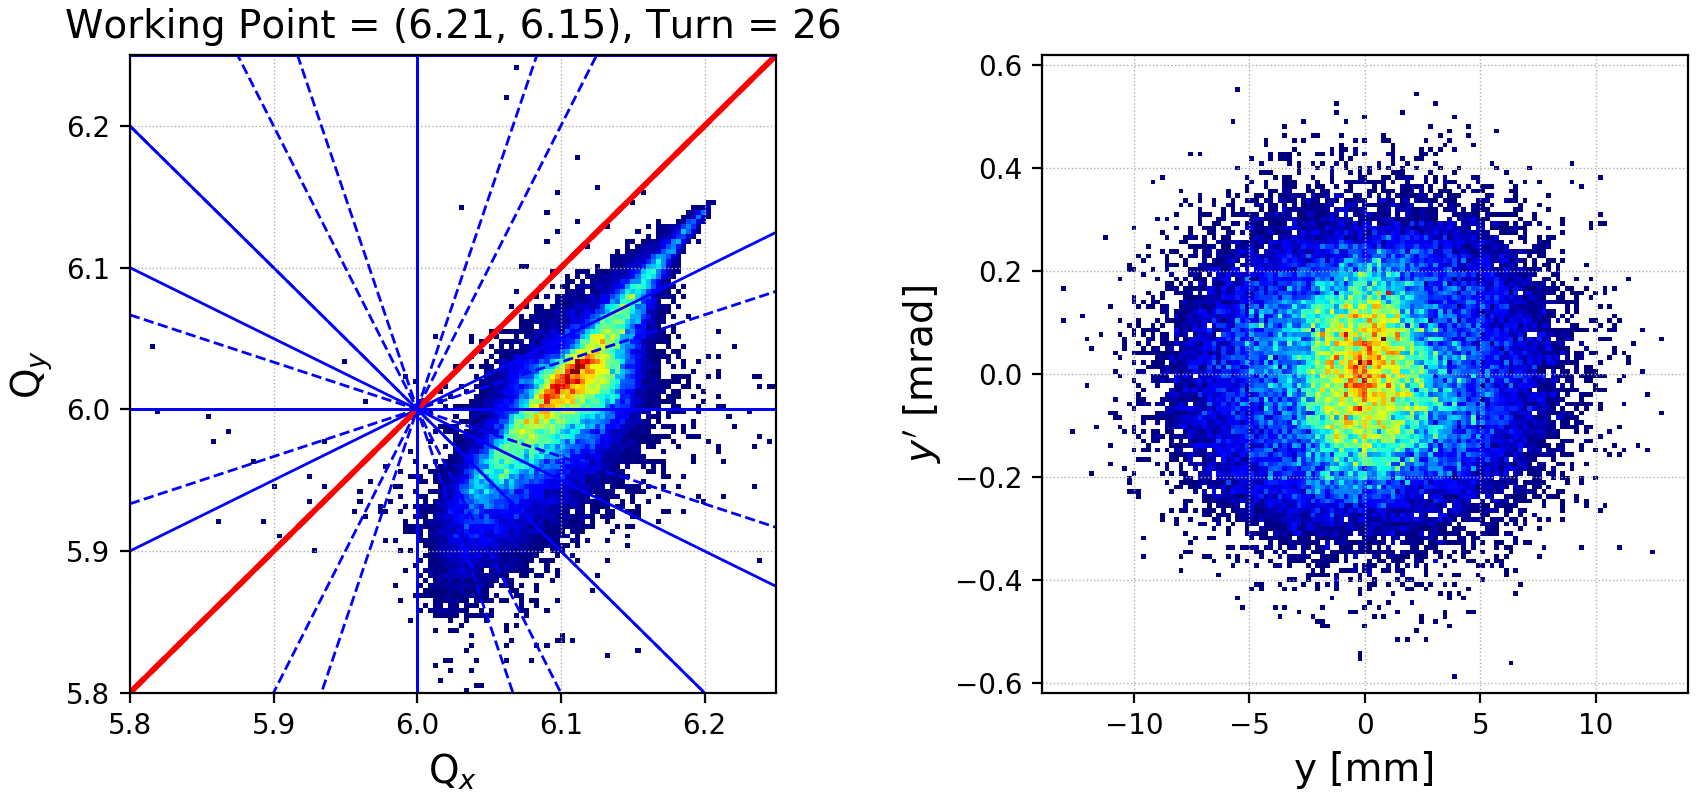 Working Point = (6.21, 6.15), Turn = 26
6.2
6.1
6.0
5.9
5.8
Q_y
5.8 5.9 6.0 6.1 6.2
Q_x
0.6
0.4
0.2
0.0
−0.2
−0.4
−0.6
y′ [mrad]
−10 −5 0 5 10
y [mm]